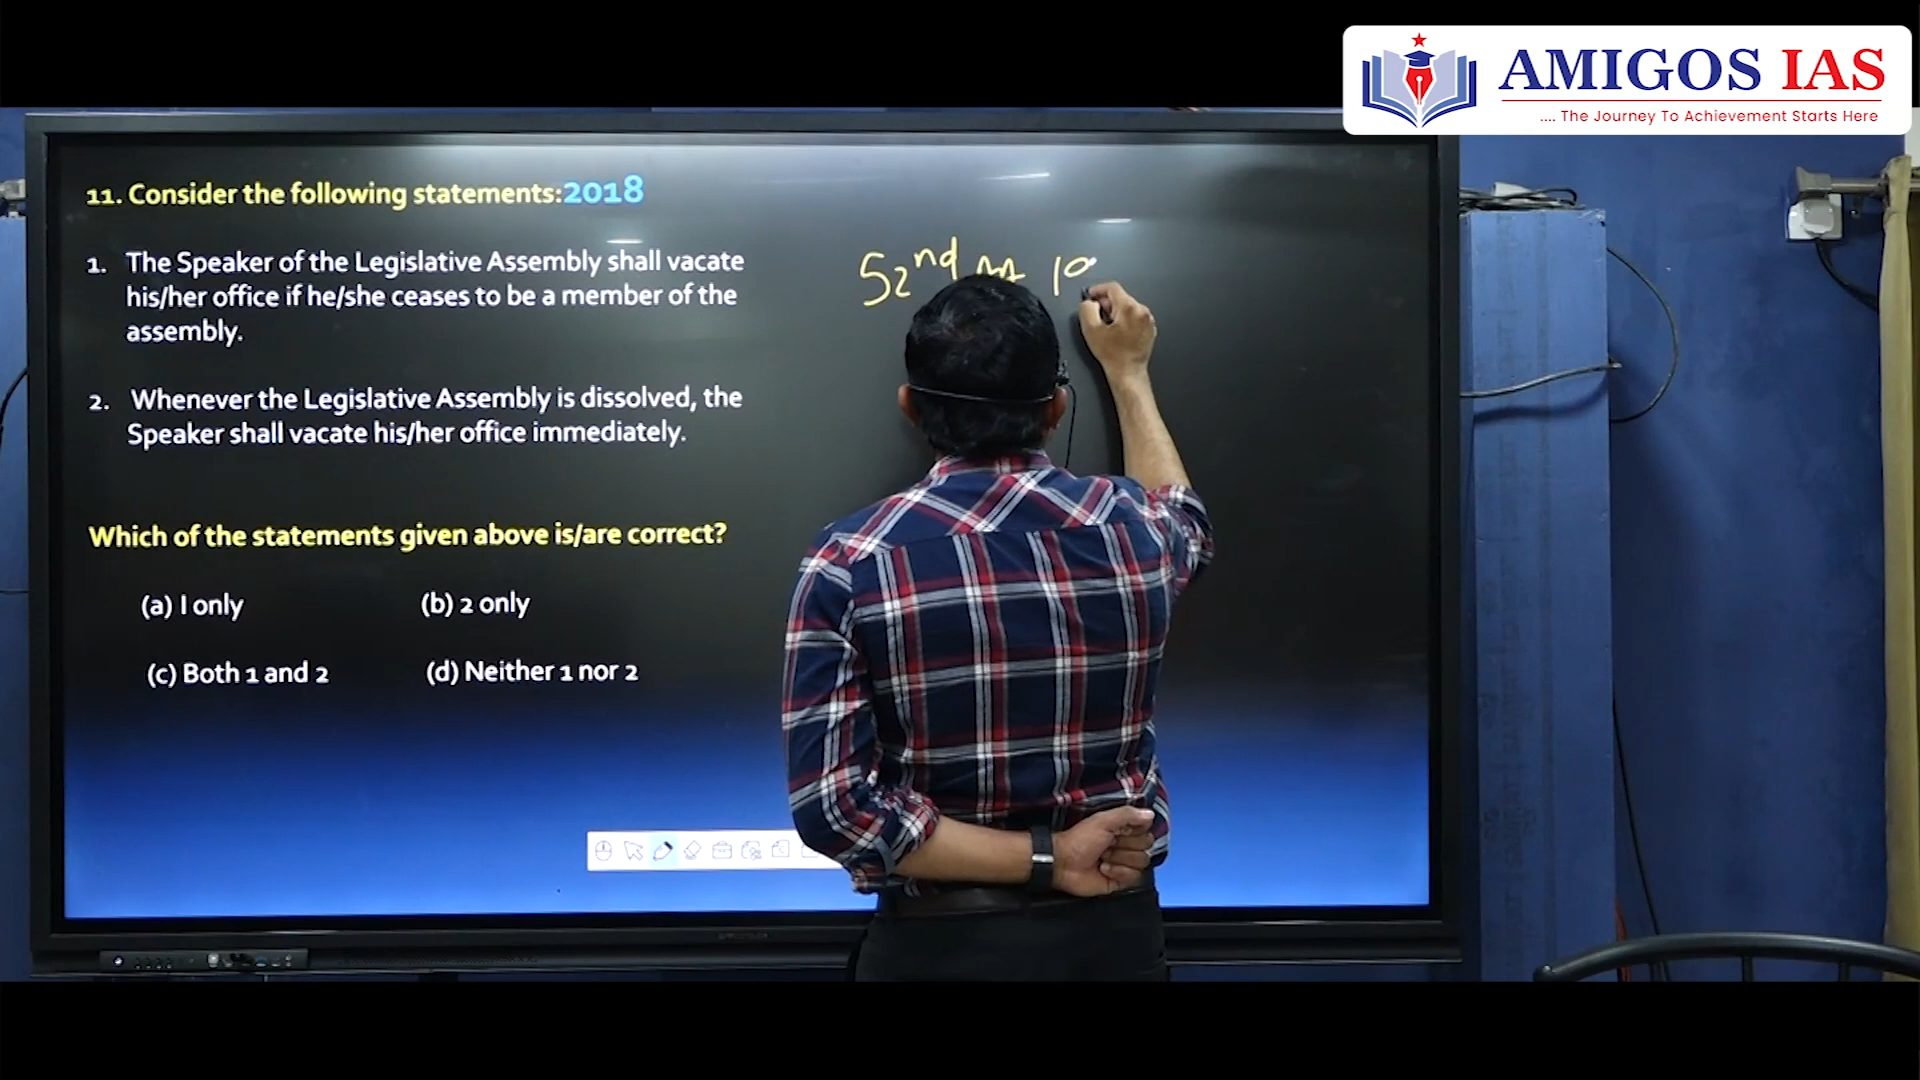 AMIGOS IAS
.... The Journey To Achievement Starts Here
11. Consider the following statements:2018
1. The Speaker of the Legislative Assembly shall vacate
his/her office if he/she ceases to be a member of the
assembly.
2. Whenever the Legislative Assembly is dissolved, the
Speaker shall vacate his/her office immediately.
Which of the statements given above is/are correct?
(a) I only (b) 2 only
(c) Both 1 and 2 (d) Neither 1 nor 2
52nd